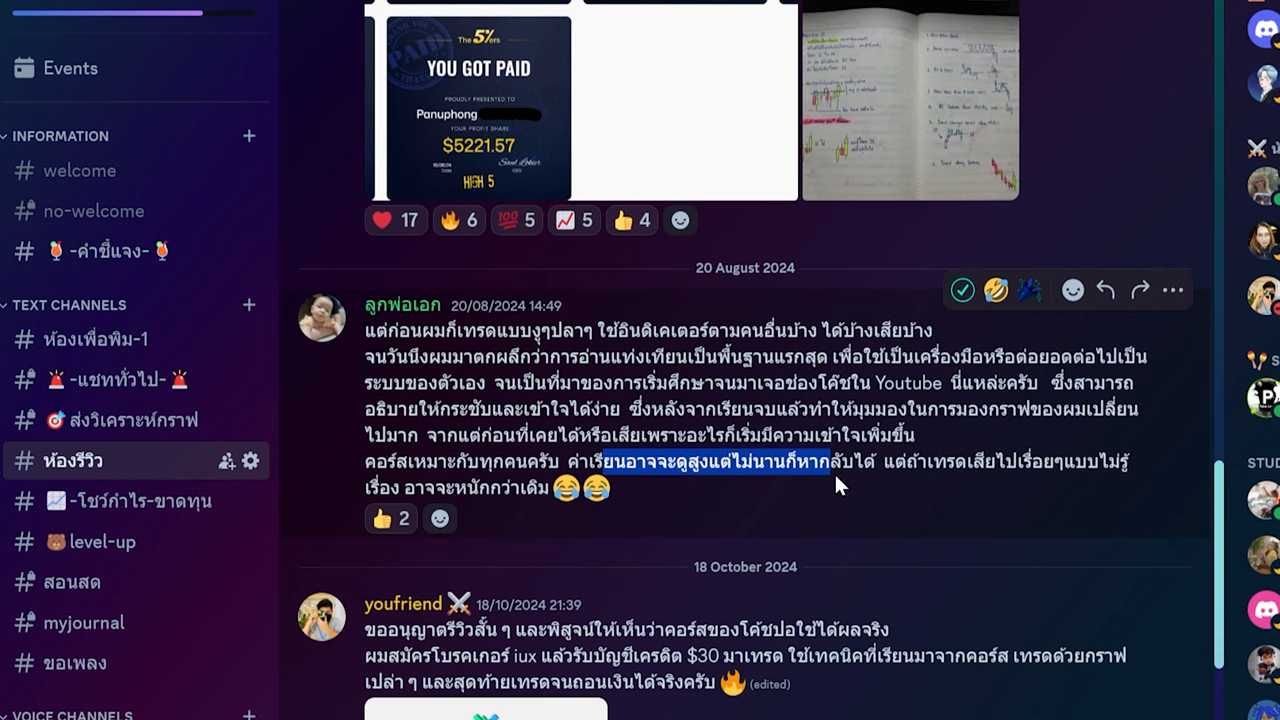 Events
INFORMATION
welcome
no-welcome
-คำชี้แจง-
TEXT CHANNELS
ห้องเพื่อพิม-1
-แชททั่วไป-
ส่งวิเคราะห์กราฟ
ห้องรีวิว
-โชว์กำไร-ขาดทุน
level-up
สอนสด
myjournal
ขอเพลง
VOICE CHANNELS
The 5%ers
YOU GOT PAID
PROUDLY PRESENTED TO
Panuphong
YOUR PROFIT SHARE
$5221.57
HIGH 5
17 6 5 5 4
20 August 2024
ลูกพ่อเอก 20/08/2024 14:49
แต่ก่อนผมก็เทรดแบบงูๆปลาๆ ใช้อินดิเคเตอร์ตามคนอื่นบ้าง ได้บ้างเสียบ้าง
จนวันนึงผมมาตกผลึกว่าการอ่านแท่งเทียนเป็นพื้นฐานแรกสุด เพื่อใช้เป็นเครื่องมือหรือต่อยอดต่อไปเป็น
ระบบของตัวเอง จนเป็นที่มาของการเริ่มศึกษาจนมาเจอช่องโค๊ชใน Youtube นี่แหล่ะครับ ซึ่งสามารถ
อธิบายให้กระชับและเข้าใจได้ง่าย ซึ่งหลังจากเรียนจบแล้วทำให้มุมมองในการมองกราฟของผมเปลี่ยน
ไปมาก จากแต่ก่อนที่เคยได้หรือเสียเพราะอะไรก็เริ่มมีความเข้าใจเพิ่มขึ้น
คอร์สเหมาะกับทุกคนครับ ค่าเรียนอาจจะดูสูงแต่ไม่นานก็หากลับได้ แต่ถ้าเทรดเสียไปเรื่อยๆแบบไม่รู้
เรื่อง อาจจะหนักกว่าเดิม 😂😂
2
18 October 2024
youfriend 18/10/2024 21:39
ขออนุญาตรีวิวสั้น ๆ และพิสูจน์ให้เห็นว่าคอร์สของโค้ชปอใช้ได้ผลจริง
ผมสมัครโบรคเกอร์ iux แล้วรับบัญชีเครดิต $30 มาเทรด ใช้เทคนิคที่เรียนมาจากคอร์ส เทรดด้วยกราฟ
เปล่า ๆ และสุดท้ายเทรดจนถอนเงินได้จริงครับ 🔥 (edited)